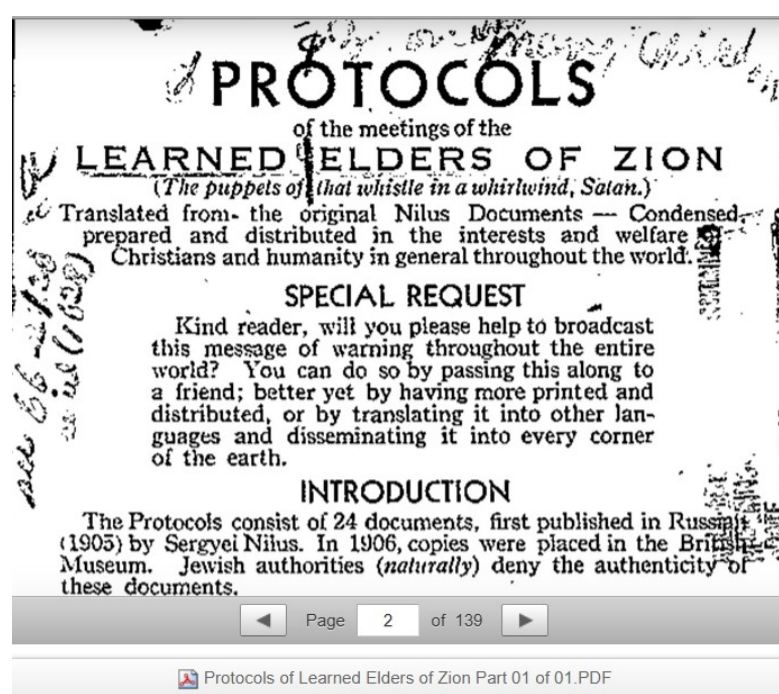 PROTOCOLS
of the meetings of the
LEARNED ELDERS OF ZION
(The puppets of that whistle in a whirlwind, Satan.)
Translated from- the original Nilus Documents — Condensed,
prepared and distributed in the interests and welfare
Christians and humanity in general throughout the world.
SPECIAL REQUEST
Kind reader, will you please help to broadcast
this message of warning throughout the entire
world? You can do so by passing this along to
a friend; better yet by having more printed and
distributed, or by translating it into other lan-
guages and disseminating it into every corner
of the earth.
INTRODUCTION
The Protocols consist of 24 documents, first published in Russian
(1905) by Sergyei Nilus. In 1906, copies were placed in the British
Museum. Jewish authorities (naturally) deny the authenticity of
these documents.
Page 2 of 139
Protocols of Learned Elders of Zion Part 01 of 01.PDF